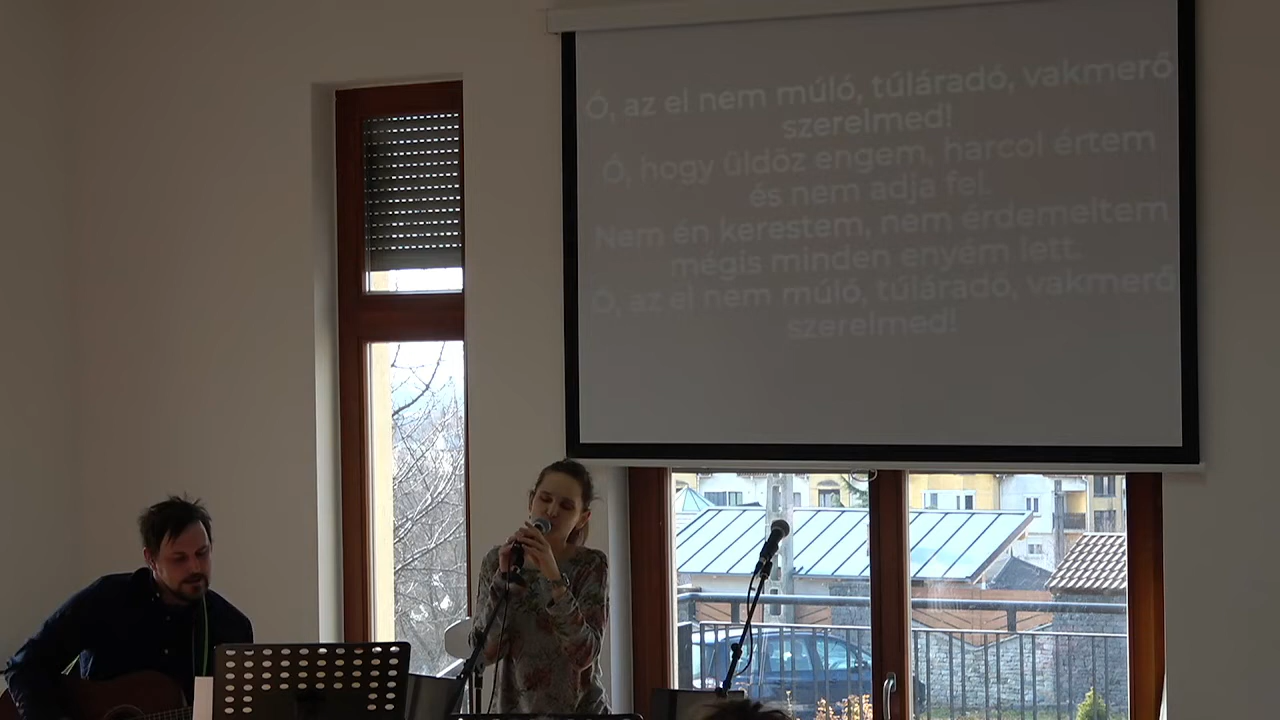 Ó, az el nem múló, túláradó, vakmerő
szerelmed!
Ó, hogy üldöz engem, harcol értem
és nem adja fel.
Nem én kerestem, nem érdemeltem
mégis minden enyém lett.
Ó, az el nem múló, túláradó, vakmerő
szerelmed!